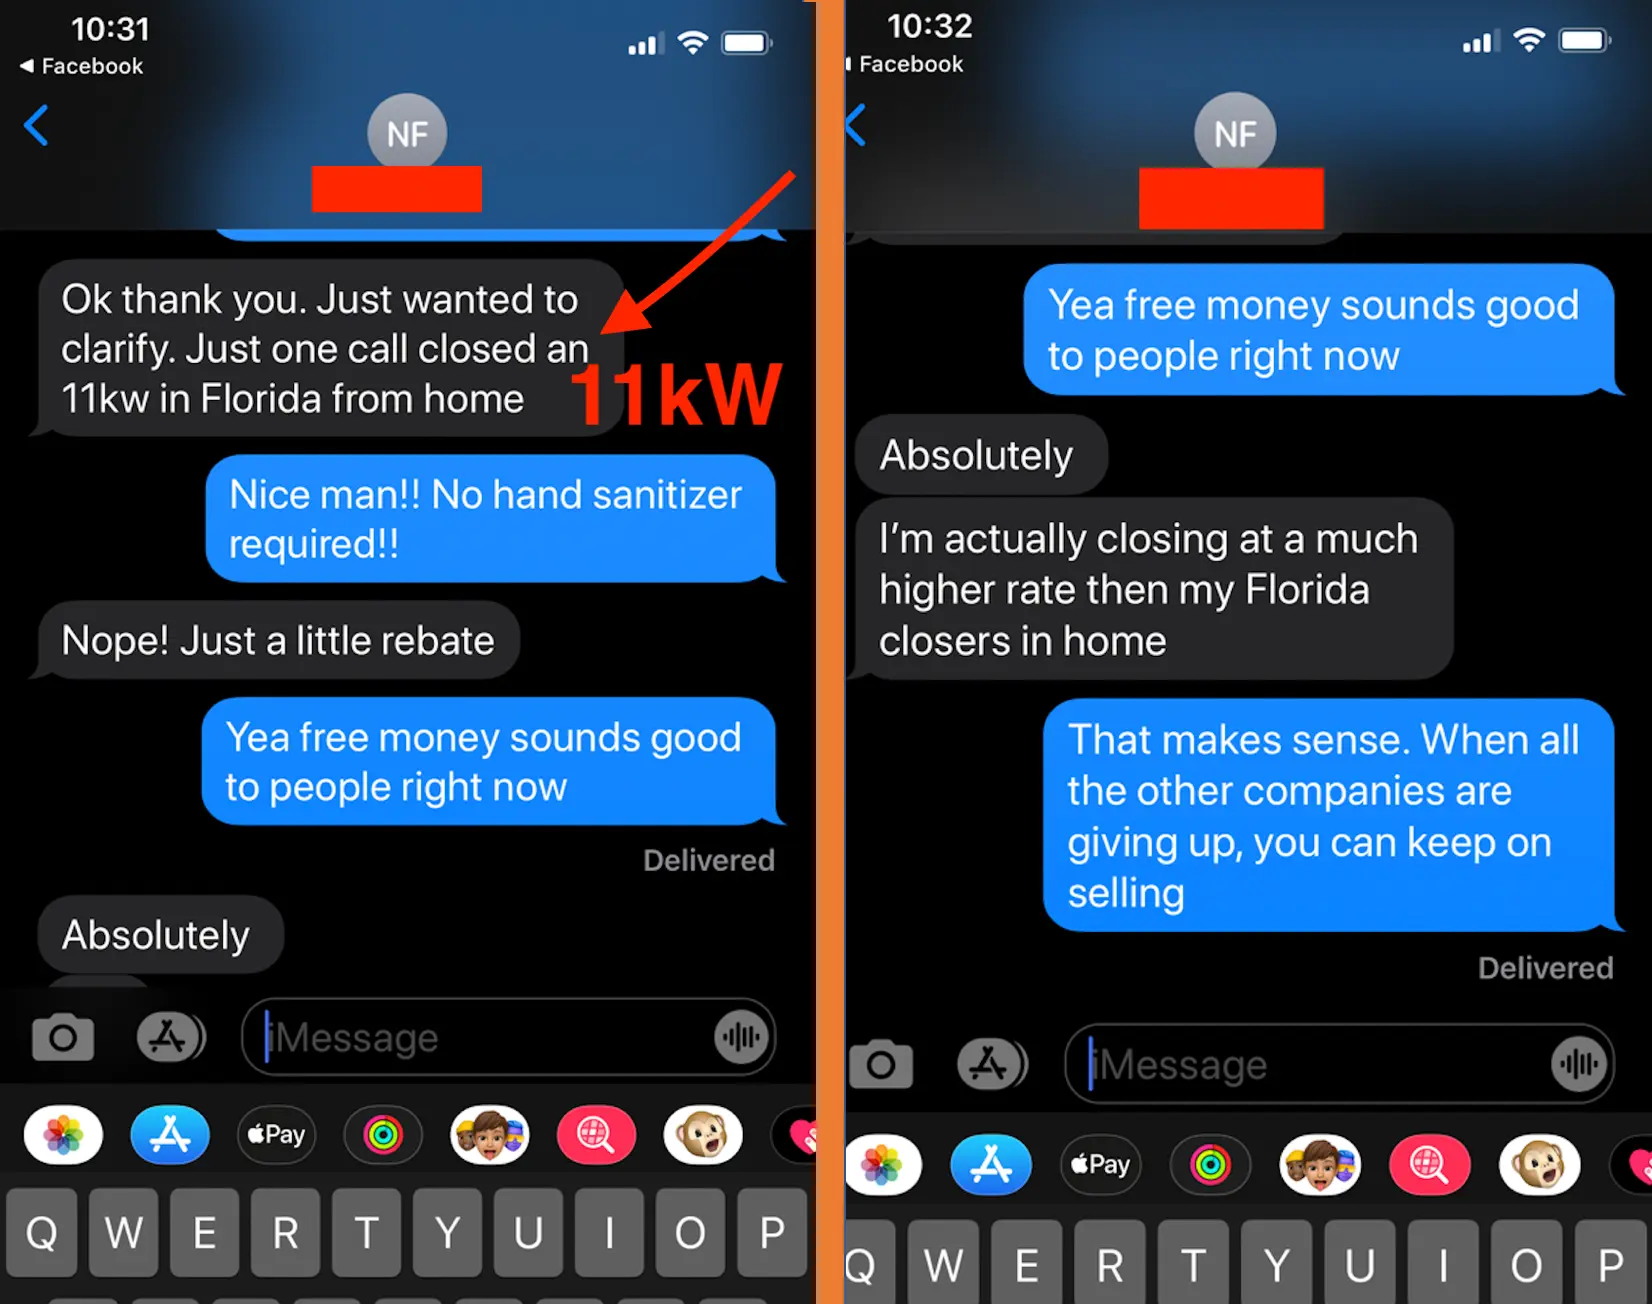 10:31
Facebook
NF
Ok thank you. Just wanted to
clarify. Just one call closed an
11kw in Florida from home
11kW
Nice man!! No hand sanitizer
required!!
Nope! Just a little rebate
Yea free money sounds good
to people right now
Delivered
Absolutely
iMessage
Pay
Q W E R T Y U I O P
10:32
Facebook
NF
Yea free money sounds good
to people right now
Absolutely
I'm actually closing at a much
higher rate then my Florida
closers in home
That makes sense. When all
the other companies are
giving up, you can keep on
selling
Delivered
iMessage
Pay
Q W E R T Y U I O P